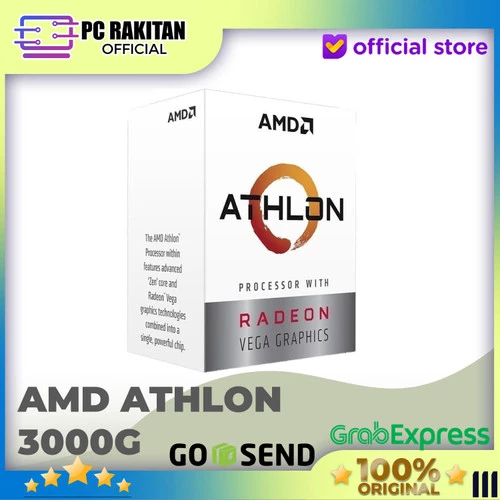 PC RAKITAN
OFFICIAL
official store
AMD
AMD
ATHLON
The AMD Athlon™
Processor within
features advanced
'Zen' core and
Radeon™ Vega
graphics technologies
combined into a
single, powerful chip.
PROCESSOR WITH
RADEON
VEGA GRAPHICS
AMD ATHLON
3000G
GO SEND
GrabExpress
100%
ORIGINAL